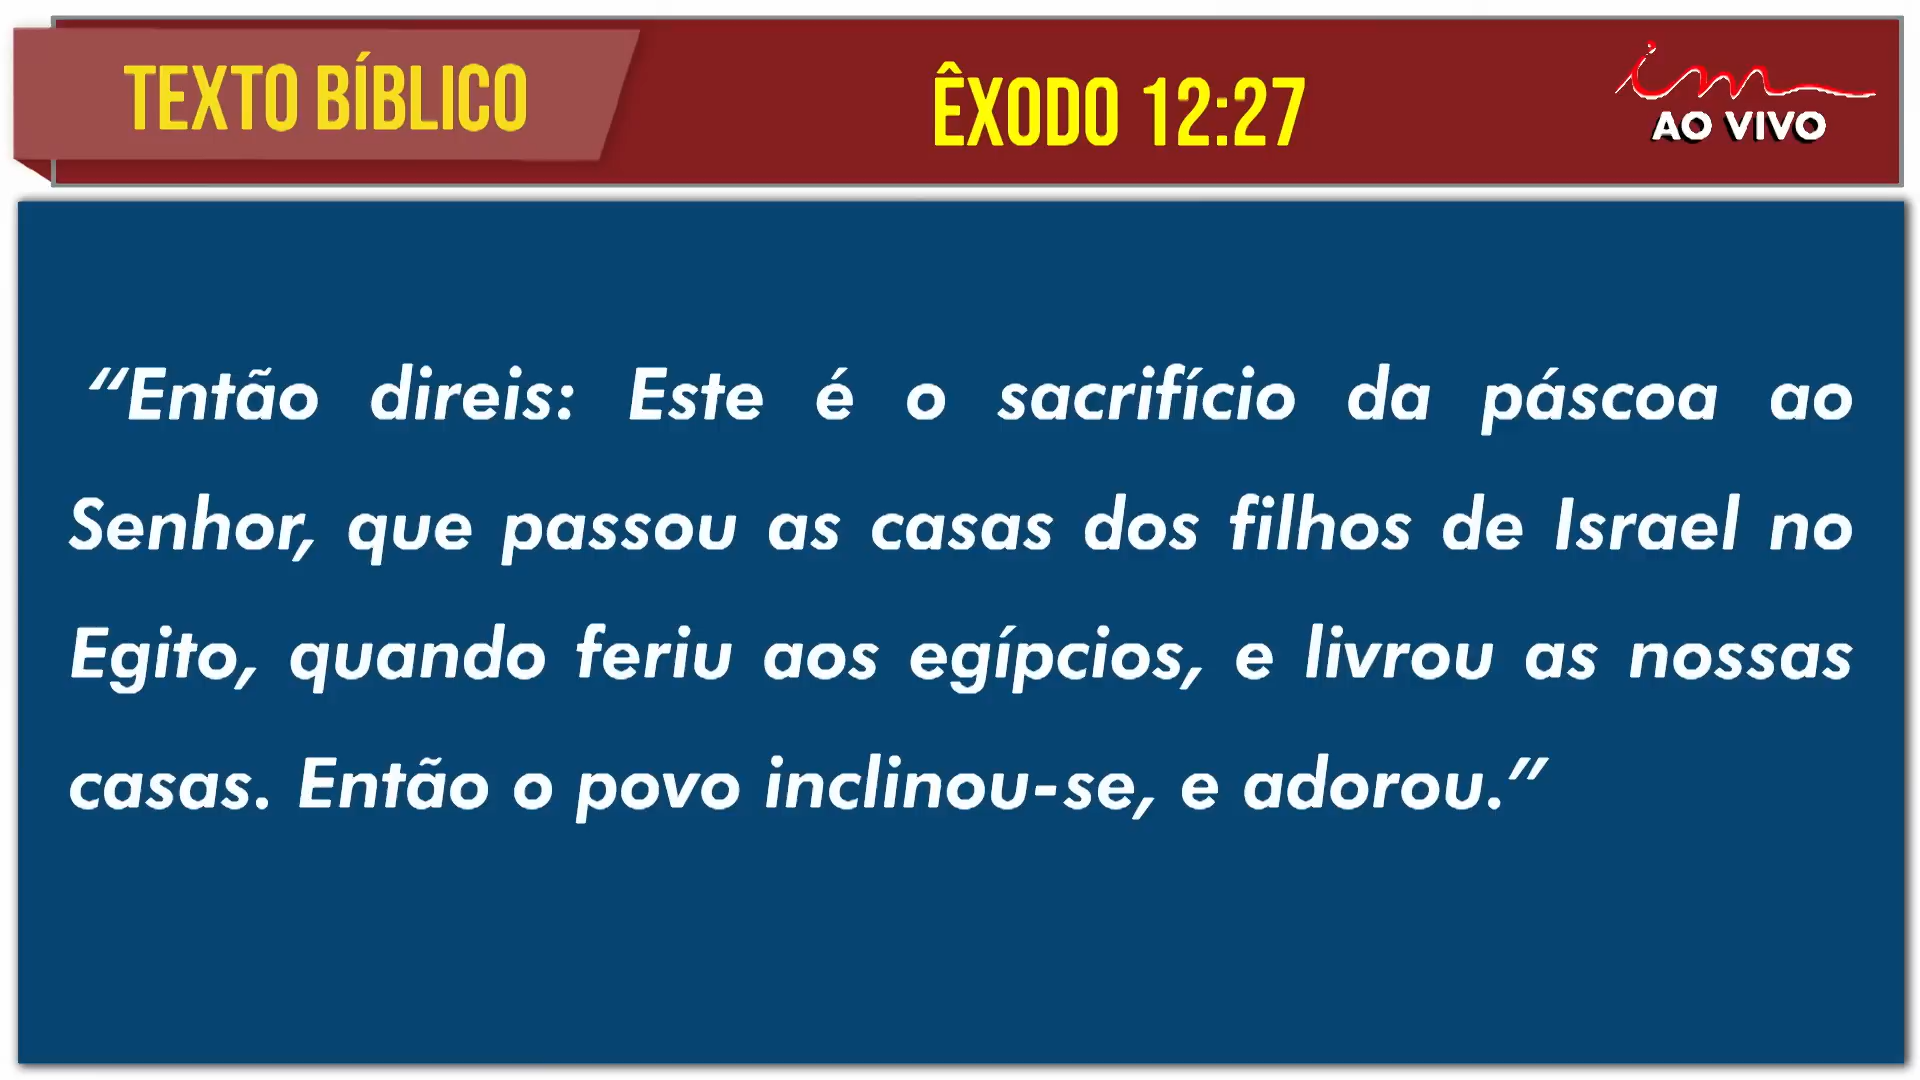 TEXTO BÍBLICO
ÊXODO 12:27
im
AO VIVO
“Então direis: Este é o sacrifício da páscoa ao
Senhor, que passou as casas dos filhos de Israel no
Egito, quando feriu aos egípcios, e livrou as nossas
casas. Então o povo inclinou-se, e adorou.”